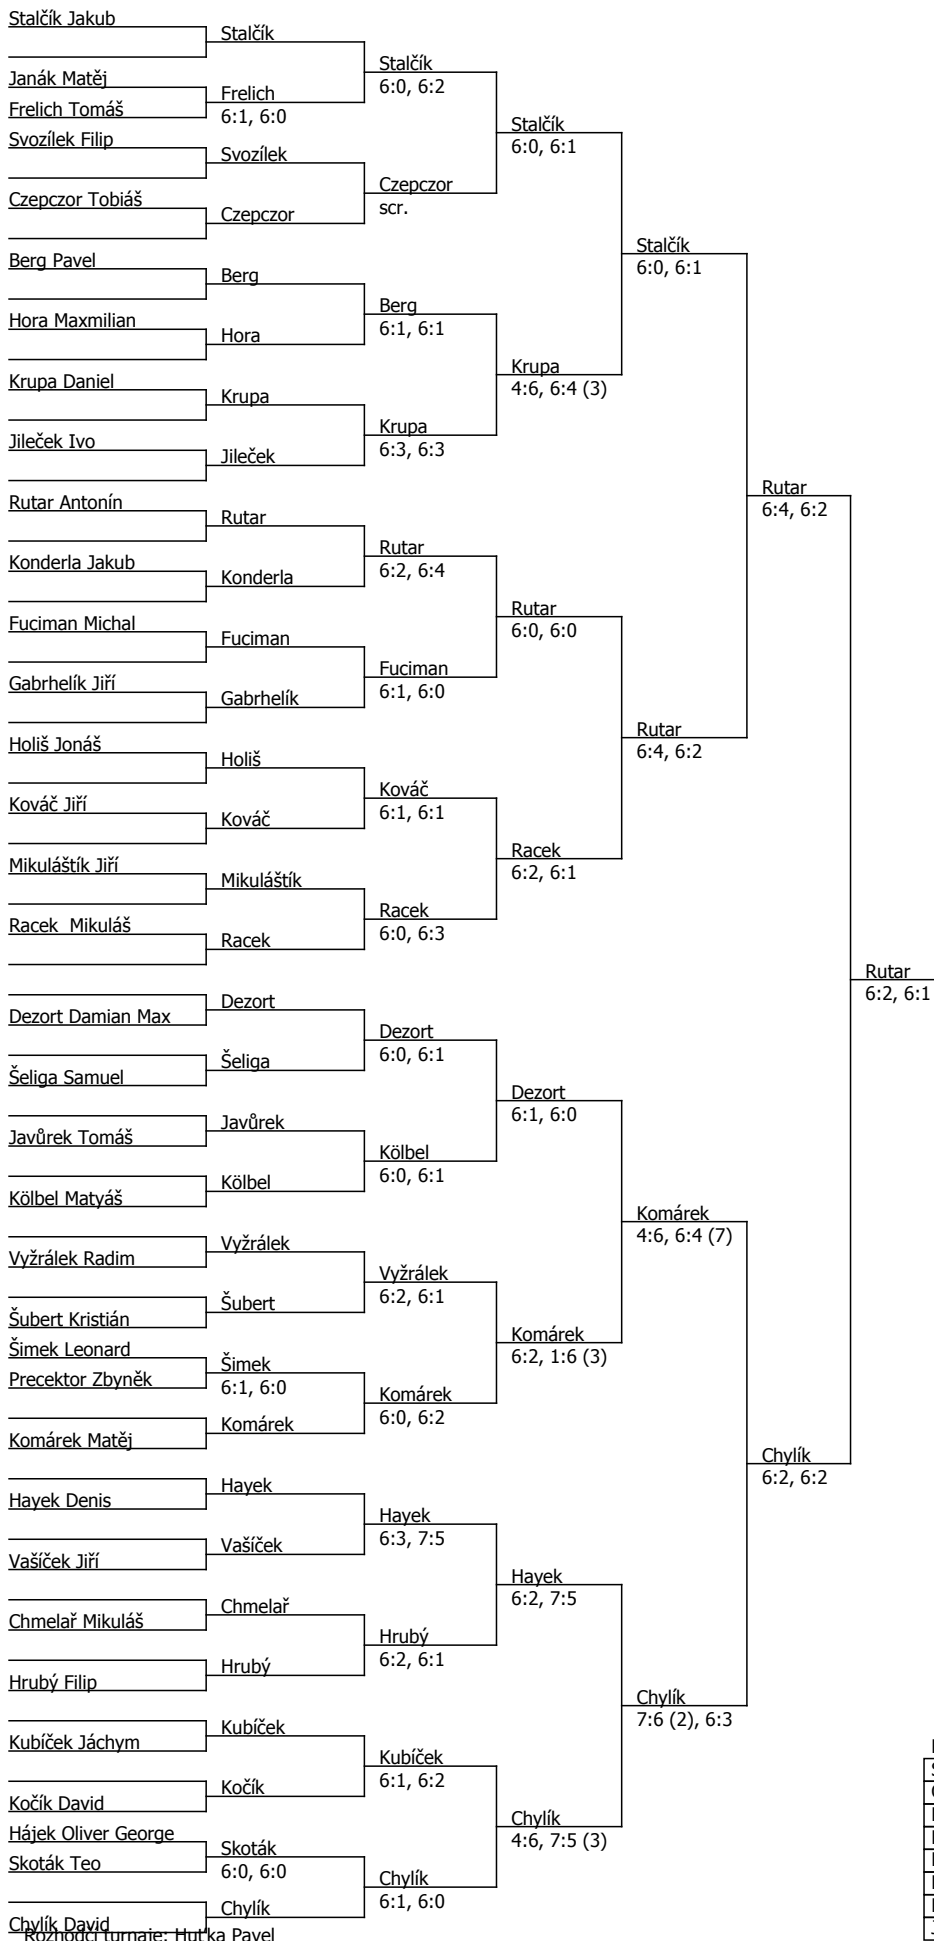 Stalčík Jakub
Janák Matěj
Frelich Tomáš
Svozílek Filip
Czepczor Tobiáš
Berg Pavel
Hora Maxmilian
Krupa Daniel
Jileček Ivo
Rutar Antonín
Konderla Jakub
Fuciman Michal
Gabrhelík Jiří
Holiš Jonáš
Kováč Jiří
Mikuláštík Jiří
Racek  Mikuláš
Dezort Damian Max
Šeliga Samuel
Javůrek Tomáš
Kölbel Matyáš
Vyžrálek Radim
Šubert Kristián
Šimek Leonard
Precektor Zbyněk
Komárek Matěj
Hayek Denis
Vašíček Jiří
Chmelař Mikuláš
Hrubý Filip
Kubíček Jáchym
Kočík David
Hájek Oliver George
Skoták Teo
Chylík David
Rozhodčí turnaje: Huťka Pavel
Stalčík
Frelich
6:1, 6:0
Svozílek
Czepczor
Berg
Hora
Krupa
Jileček
Rutar
Konderla
Fuciman
Gabrhelík
Holiš
Kováč
Mikuláštík
Racek
Dezort
Šeliga
Javůrek
Kölbel
Vyžrálek
Šubert
Šimek
6:1, 6:0
Komárek
Hayek
Vašíček
Chmelař
Hrubý
Kubíček
Kočík
Skoták
6:0, 6:0
Chylík
Stalčík
6:0, 6:2
Czepczor
scr.
Berg
6:1, 6:1
Krupa
6:3, 6:3
Rutar
6:2, 6:4
Fuciman
6:1, 6:0
Kováč
6:1, 6:1
Racek
6:0, 6:3
Dezort
6:0, 6:1
Kölbel
6:0, 6:1
Vyžrálek
6:2, 6:1
Komárek
6:0, 6:2
Hayek
6:3, 7:5
Hrubý
6:2, 6:1
Kubíček
6:1, 6:2
Chylík
6:1, 6:0
Stalčík
6:0, 6:1
Krupa
4:6, 6:4 (3)
Rutar
6:0, 6:0
Racek
6:2, 6:1
Dezort
6:1, 6:0
Komárek
6:2, 1:6 (3)
Hayek
6:2, 7:5
Chylík
4:6, 7:5 (3)
Stalčík
6:0, 6:1
Rutar
6:4, 6:2
Komárek
4:6, 6:4 (7)
Chylík
7:6 (2), 6:3
Rutar
6:4, 6:2
Chylík
6:2, 6:2
Rutar
6:2, 6:1